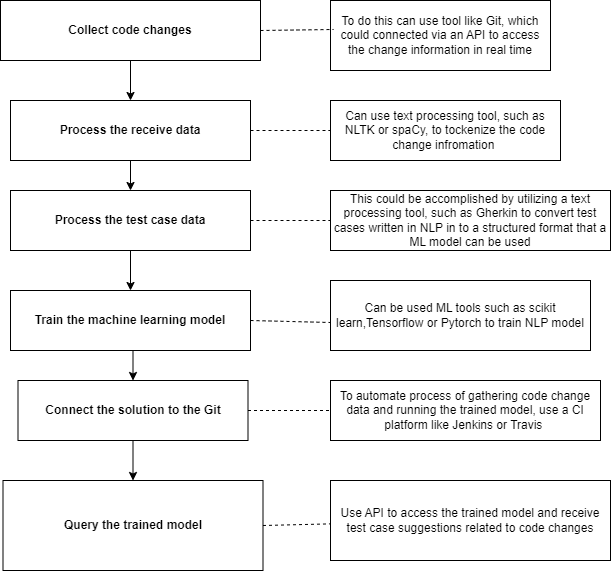 Collect code changes
To do this can use tool like Git, which
could connected via an API to access
the change information in real time
Process the receive data
Can use text processing tool, such as
NLTK or spaCy, to tockenize the code
change infromation
Process the test case data
This could be accomplished by utilizing a text
processing tool, such as Gherkin to convert test
cases written in NLP in to a structured format that a
ML model can be used
Train the machine learning model
Can be used ML tools such as scikit
learn,Tensorflow or Pytorch to train NLP model
Connect the solution to the Git
To automate process of gathering code change
data and running the trained model, use a CI
platform like Jenkins or Travis
Query the trained model
Use API to access the trained model and receive
test case suggestions related to code changes